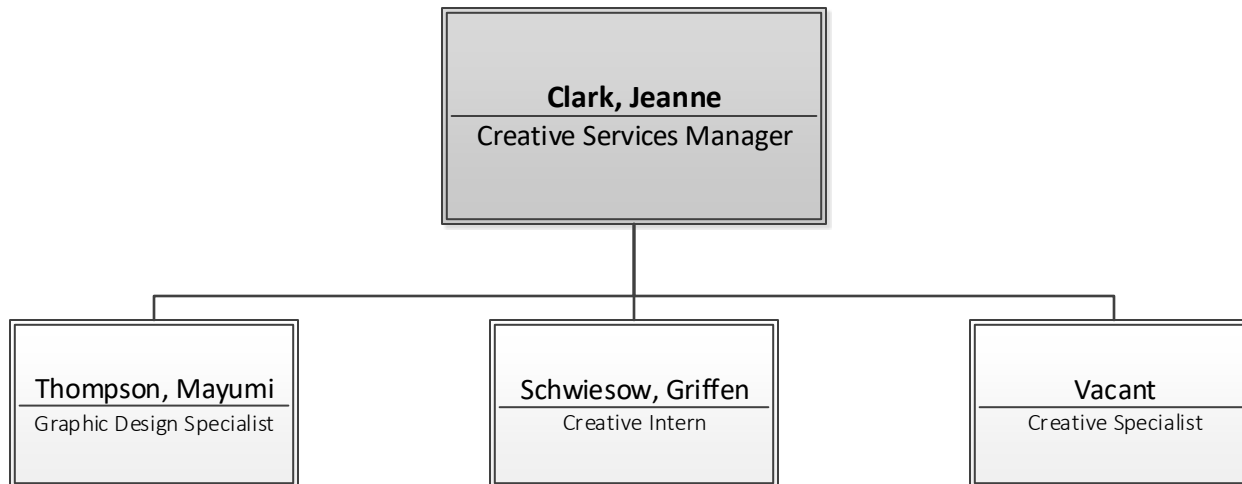 Clark, Jeanne
Creative Services Manager
Thompson, Mayumi
Graphic Design Specialist
Schwiesow, Griffen
Creative Intern
Vacant
Creative Specialist